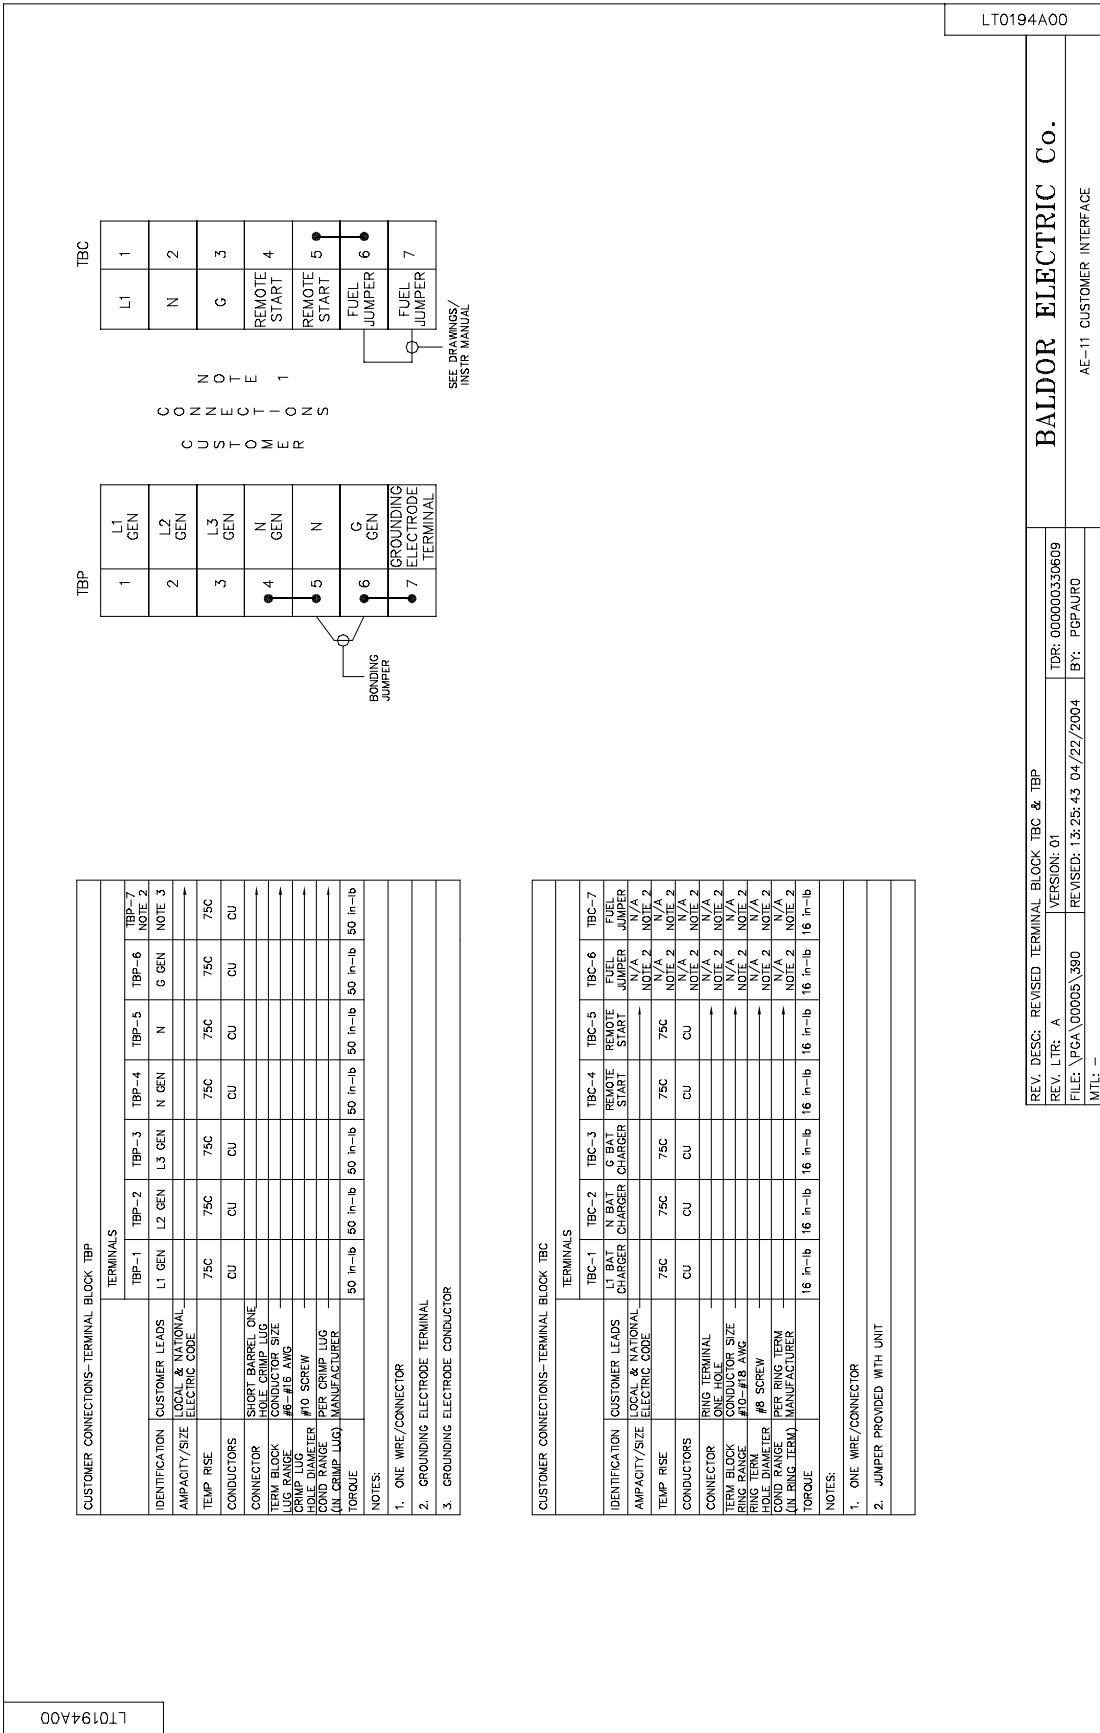 LT0194A00
CUSTOMER CONNECTIONS-TERMINAL BLOCK TBP
TERMINALS
TBP-1 TBP-2 TBP-3 TBP-4 TBP-5 TBP-6 TBP-7 NOTE 2
IDENTIFICATION CUSTOMER LEADS L1 GEN L2 GEN L3 GEN N GEN N G GEN NOTE 3
AMPACITY/SIZE LOCAL & NATIONAL ELECTRIC CODE
TEMP RISE 75C 75C 75C 75C 75C 75C 75C
CONDUCTORS CU CU CU CU CU CU CU
CONNECTOR SHORT BARREL ONE HOLE CRIMP LUG
TERM BLOCK LUG RANGE CONDUCTOR SIZE #6-#16 AWG
CRIMP LUG HOLE DIAMETER #10 SCREW
COND RANGE (IN CRIMP LUG) PER CRIMP LUG MANUFACTURER
TORQUE 50 in-lb 50 in-lb 50 in-lb 50 in-lb 50 in-lb 50 in-lb 50 in-lb
NOTES:
1. ONE WIRE/CONNECTOR
2. GROUNDING ELECTRODE TERMINAL
3. GROUNDING ELECTRODE CONDUCTOR
CUSTOMER CONNECTIONS-TERMINAL BLOCK TBC
TERMINALS
TBC-1 TBC-2 TBC-3 TBC-4 TBC-5 TBC-6 TBC-7
IDENTIFICATION CUSTOMER LEADS L1 BAT CHARGER N BAT CHARGER G BAT CHARGER REMOTE START REMOTE START FUEL JUMPER FUEL JUMPER
AMPACITY/SIZE LOCAL & NATIONAL ELECTRIC CODE N/A NOTE 2 N/A NOTE 2
TEMP RISE 75C 75C 75C 75C 75C N/A NOTE 2 N/A NOTE 2
CONDUCTORS CU CU CU CU CU N/A NOTE 2 N/A NOTE 2
CONNECTOR RING TERMINAL ONE HOLE N/A NOTE 2 N/A NOTE 2
TERM BLOCK RING RANGE CONDUCTOR SIZE #10-#18 AWG N/A NOTE 2 N/A NOTE 2
RING TERM HOLE DIAMETER #8 SCREW N/A NOTE 2 N/A NOTE 2
COND RANGE (IN RING TERM) PER RING TERM MANUFACTURER N/A NOTE 2 N/A NOTE 2
TORQUE 16 in-lb 16 in-lb 16 in-lb 16 in-lb 16 in-lb 16 in-lb 16 in-lb
NOTES:
1. ONE WIRE/CONNECTOR
2. JUMPER PROVIDED WITH UNIT
TBP
1 L1 GEN
2 L2 GEN
3 L3 GEN
4 N GEN
5 N
6 G GEN
7 GROUNDING ELECTRODE TERMINAL
BONDING JUMPER
CUSTOMER
CONNECTIONS
NOTE 1
TBC
L1 1
N 2
G 3
REMOTE START 4
REMOTE START 5
FUEL JUMPER 6
FUEL JUMPER 7
SEE DRAWINGS/
INSTR MANUAL
REV. DESC: REVISED TERMINAL BLOCK TBC & TBP
REV. LTR: A VERSION: 01 TDR: 000000330609
FILE: \PGA\00005\390 REVISED: 13:25:43 04/22/2004 BY: PGPAURO
MTL: -
BALDOR ELECTRIC Co.
AE-11 CUSTOMER INTERFACE
LT0194A00